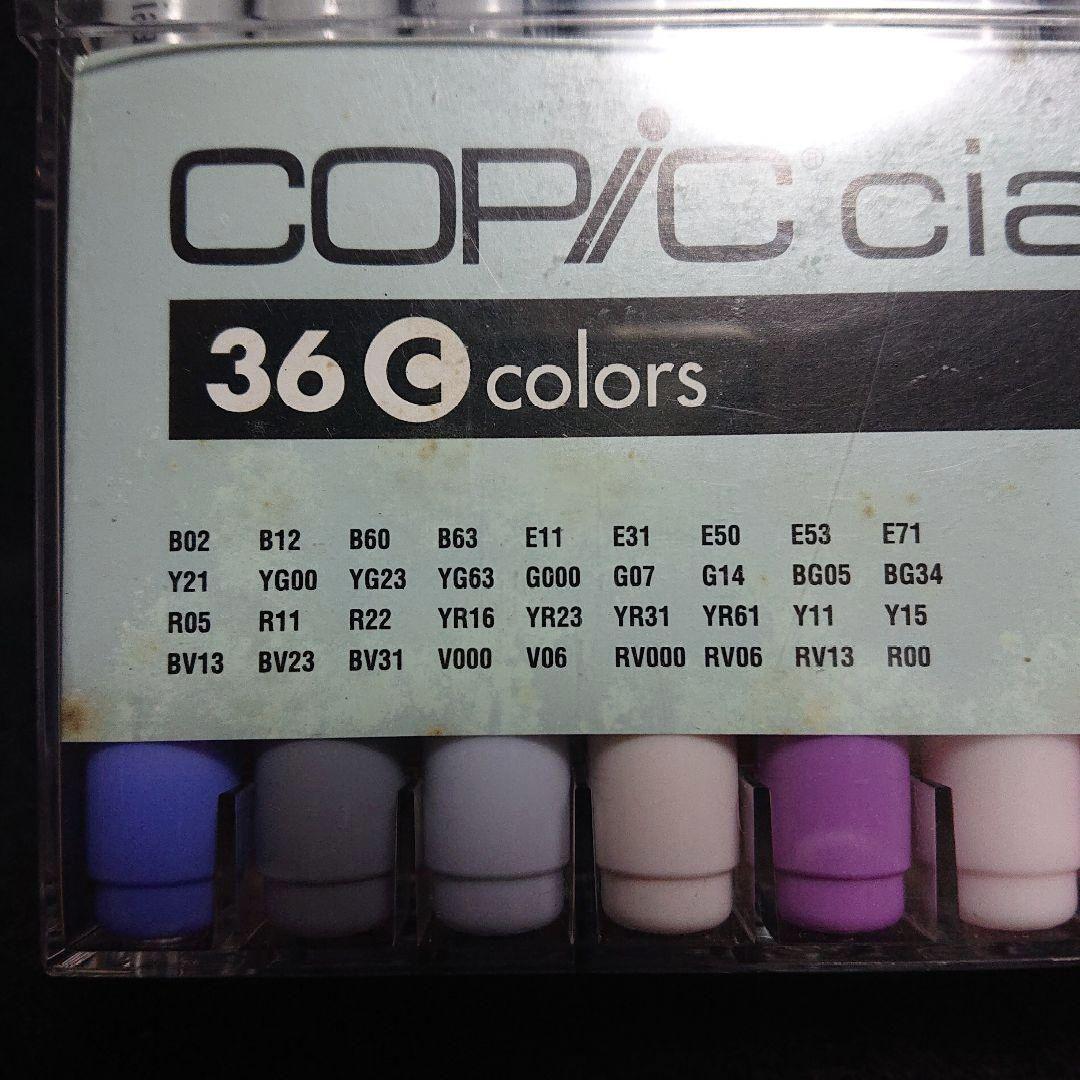 COPiC® cia
36 C colors
B02 B12 B60 B63 E11 E31 E50 E53 E71
Y21 YG00 YG23 YG63 G000 G07 G14 BG05 BG34
R05 R11 R22 YR16 YR23 YR31 YR61 Y11 Y15
BV13 BV23 BV31 V000 V06 RV000 RV06 RV13 R00